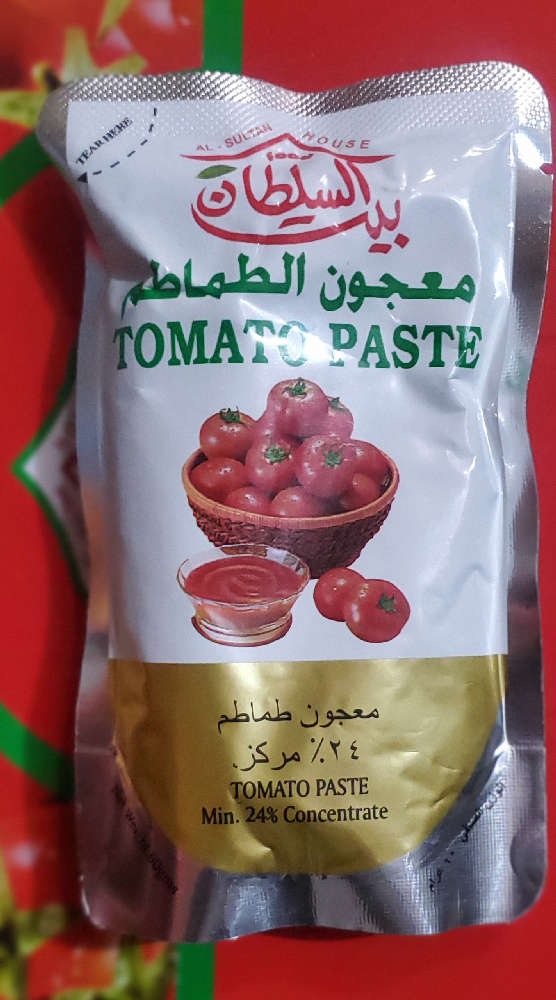 TEAR HERE
AL-SULTAN HOUSE
بيت السلطان
معجون الطماطم
TOMATO PASTE
معجون طماطم
٢٤٪ مركز
TOMATO PASTE
Min. 24% Concentrate